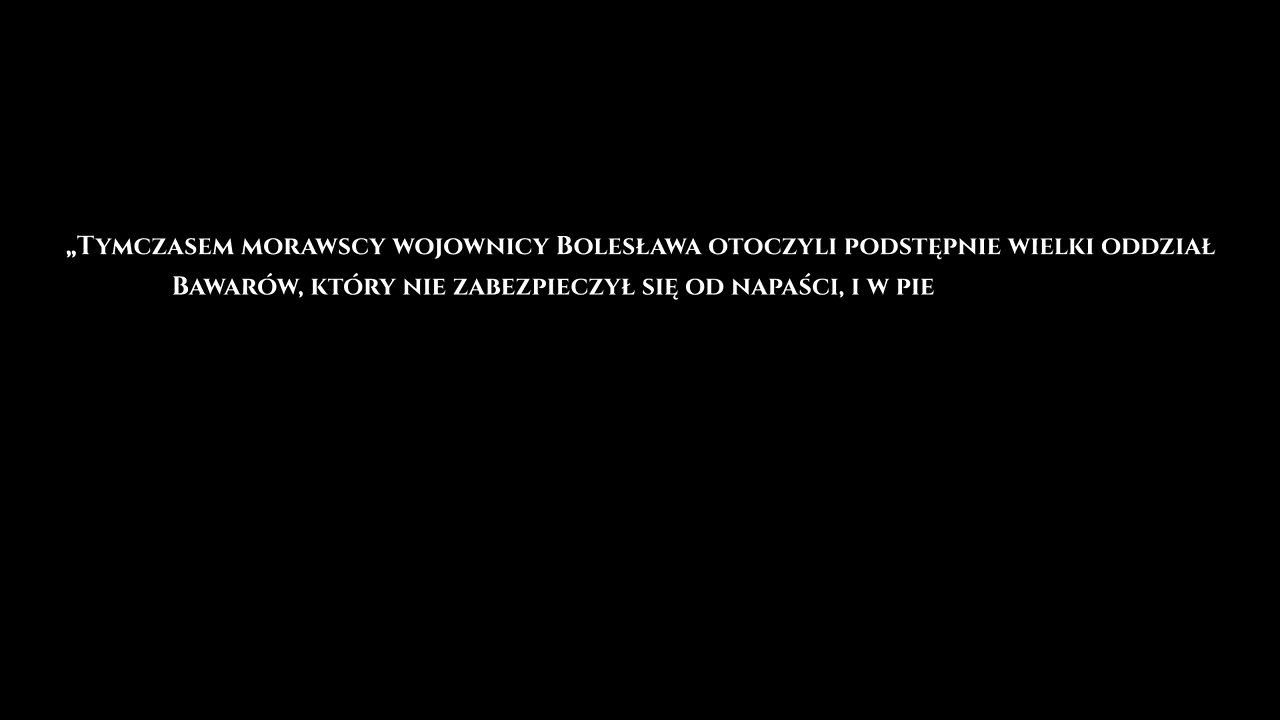 „Tymczasem morawscy wojownicy Bolesława otoczyli podstępnie wielki oddział
Bawarów, który nie zabezpieczył się od napaści, i w pie